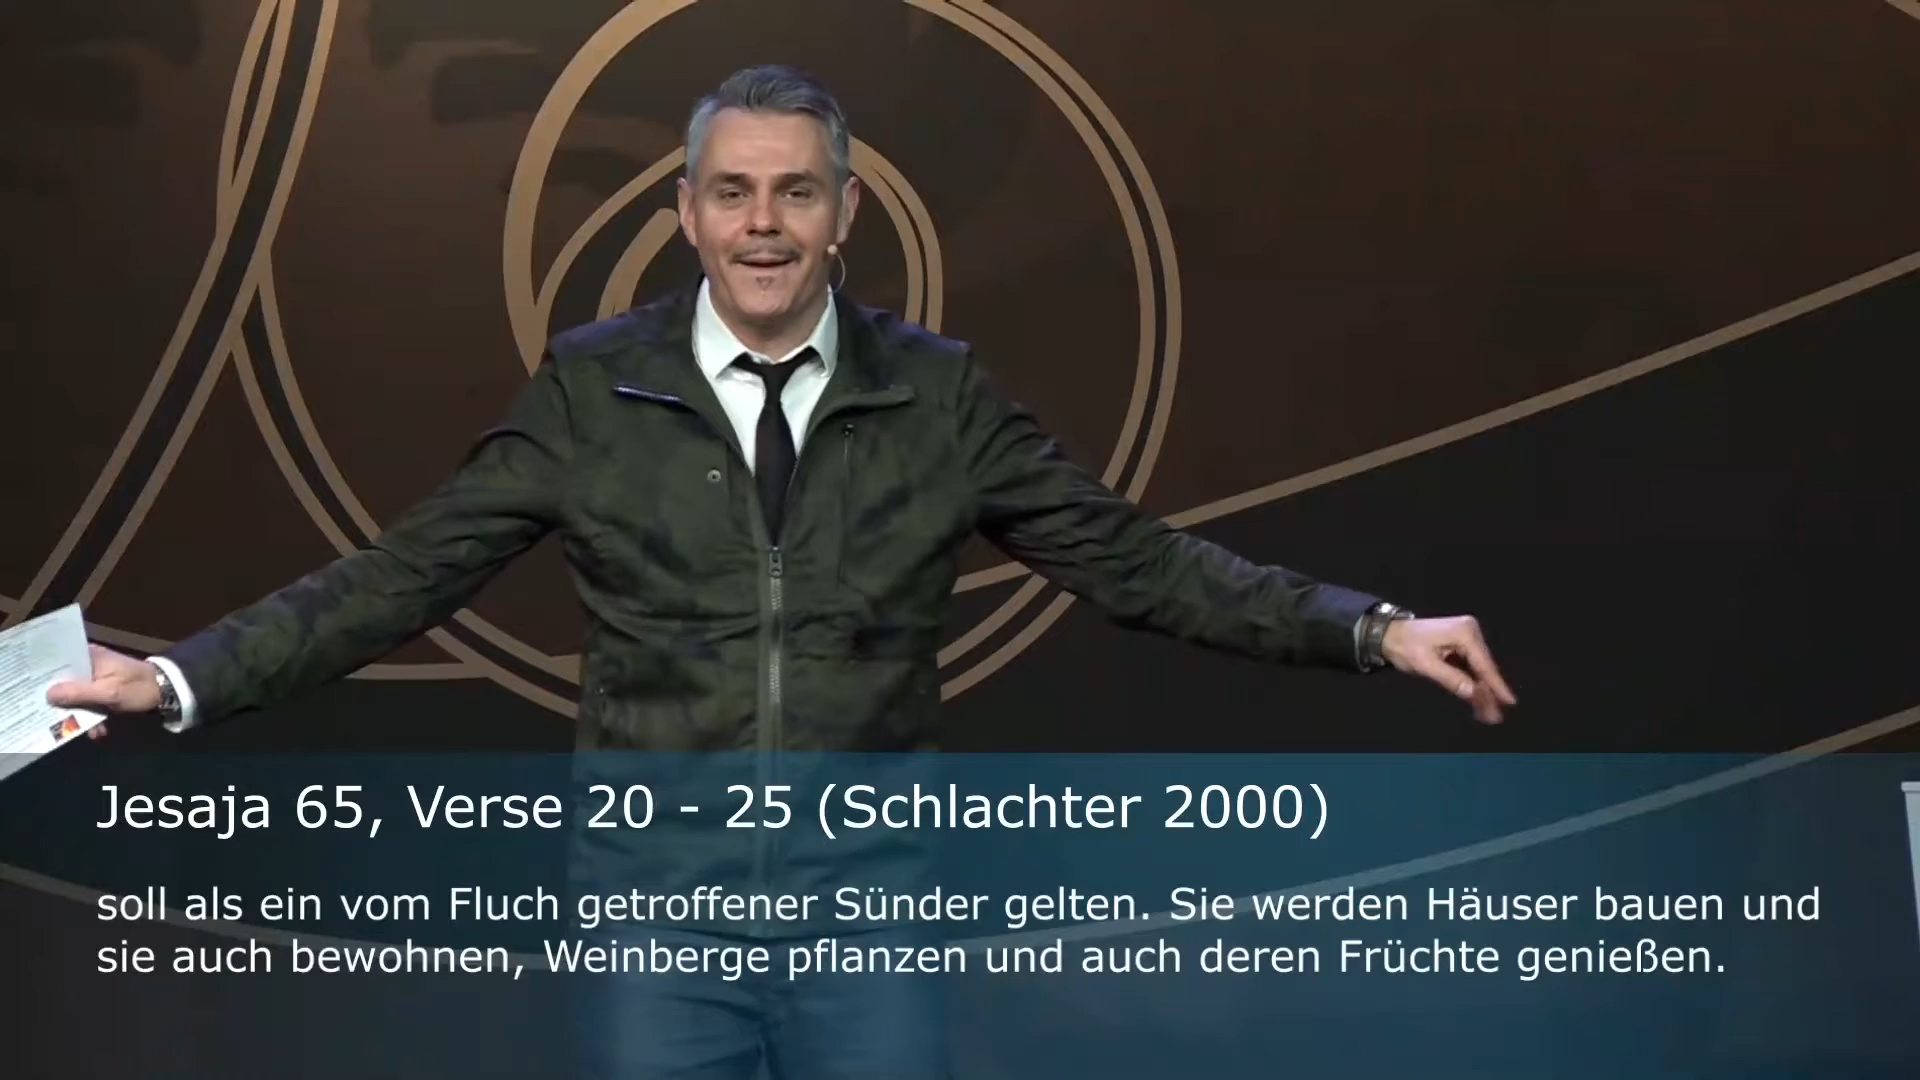 Jesaja 65, Verse 20 - 25 (Schlachter 2000)
soll als ein vom Fluch getroffener Sünder gelten. Sie werden Häuser bauen und
sie auch bewohnen, Weinberge pflanzen und auch deren Früchte genießen.